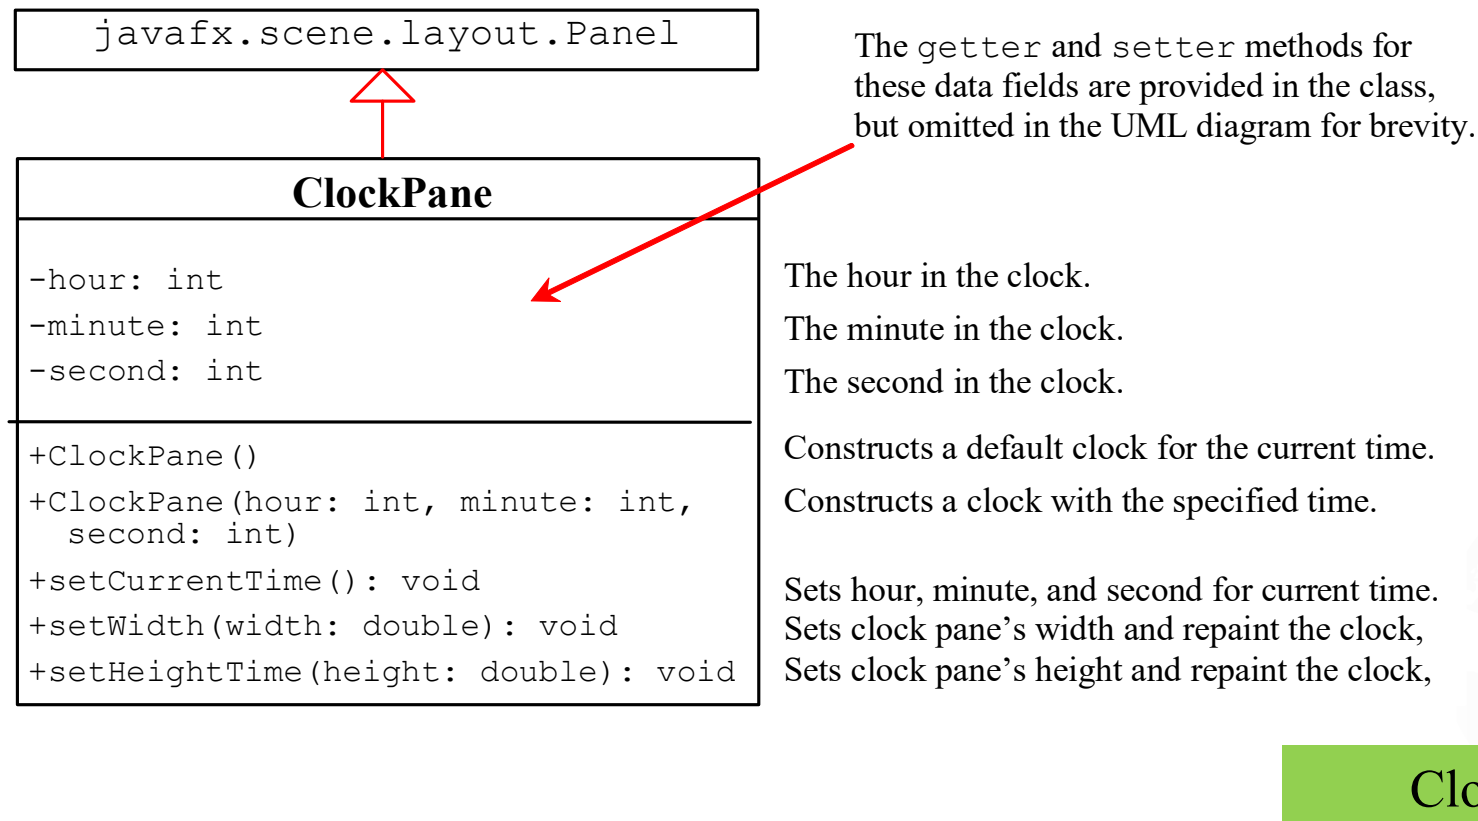 javafx.scene.layout.Panel
The getter and setter methods for
these data fields are provided in the class,
but omitted in the UML diagram for brevity.
ClockPane
-hour: int
-minute: int
-second: int
The hour in the clock.
The minute in the clock.
The second in the clock.
+ClockPane()
+ClockPane(hour: int, minute: int,
second: int)
+setCurrentTime(): void
+setWidth(width: double): void
+setHeightTime(height: double): void
Constructs a default clock for the current time.
Constructs a clock with the specified time.
Sets hour, minute, and second for current time.
Sets clock pane’s width and repaint the clock,
Sets clock pane’s height and repaint the clock,